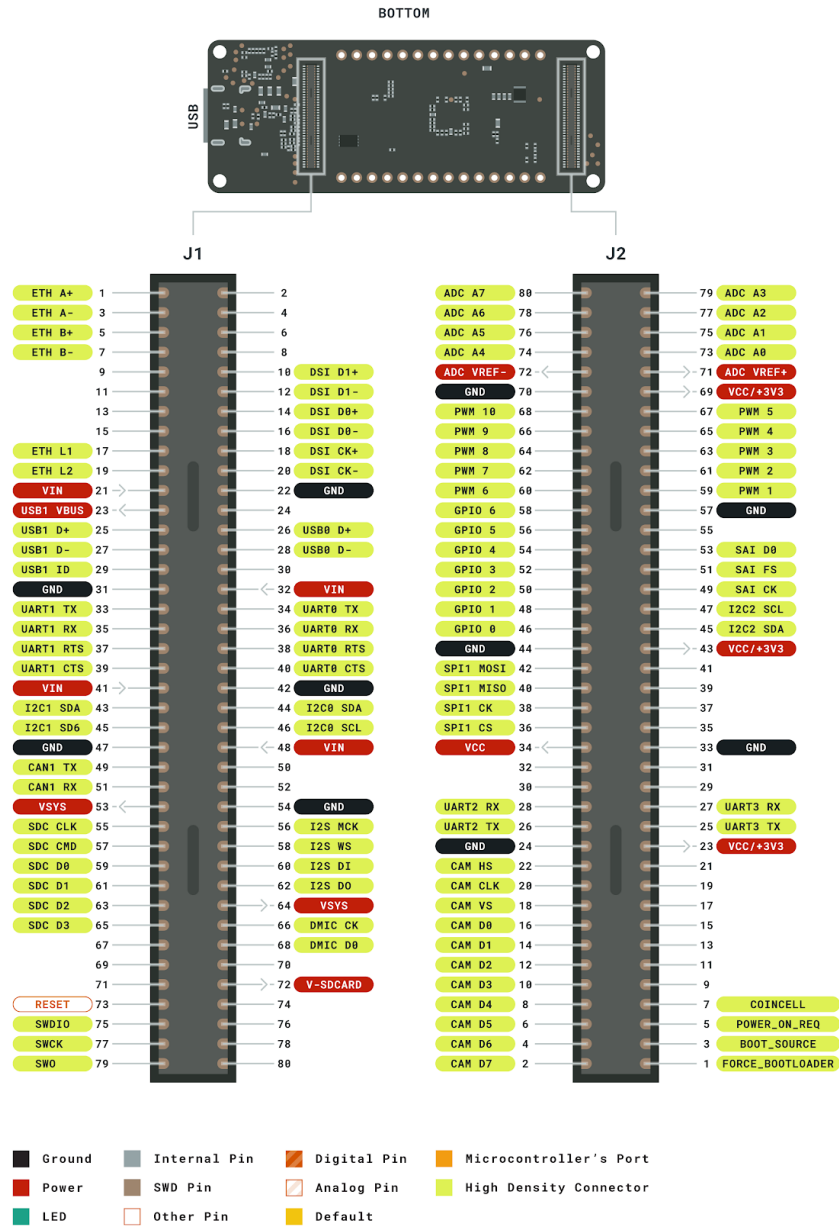 BOTTOM
USB
J1 J2
ETH A+ 1 2 ADC A7 80 79 ADC A3
ETH A- 3 4 ADC A6 78 77 ADC A2
ETH B+ 5 6 ADC A5 76 75 ADC A1
ETH B- 7 8 ADC A4 74 73 ADC A0
9 10 DSI D1+ ADC VREF- 72 71 ADC VREF+
11 12 DSI D1- GND 70 69 VCC/+3V3
13 14 DSI D0+ PWM 10 68 67 PWM 5
15 16 DSI D0- PWM 9 66 65 PWM 4
ETH L1 17 18 DSI CK+ PWM 8 64 63 PWM 3
ETH L2 19 20 DSI CK- PWM 7 62 61 PWM 2
VIN 21 22 GND PWM 6 60 59 PWM 1
USB1 VBUS 23 24 GPIO 6 58 57 GND
USB1 D+ 25 26 USB0 D+ GPIO 5 56 55
USB1 D- 27 28 USB0 D- GPIO 4 54 53 SAI D0
USB1 ID 29 30 GPIO 3 52 51 SAI FS
GND 31 32 VIN GPIO 2 50 49 SAI CK
UART1 TX 33 34 UART0 TX GPIO 1 48 47 I2C2 SCL
UART1 RX 35 36 UART0 RX GPIO 0 46 45 I2C2 SDA
UART1 RTS 37 38 UART0 RTS GND 44 43 VCC/+3V3
UART1 CTS 39 40 UART0 CTS SPI1 MOSI 42 41
VIN 41 42 GND SPI1 MISO 40 39
I2C1 SDA 43 44 I2C0 SDA SPI1 CK 38 37
I2C1 SD6 45 46 I2C0 SCL SPI1 CS 36 35
GND 47 48 VIN VCC 34 33 GND
CAN1 TX 49 50 32 31
CAN1 RX 51 52 30 29
VSYS 53 54 GND UART2 RX 28 27 UART3 RX
SDC CLK 55 56 I2S MCK UART2 TX 26 25 UART3 TX
SDC CMD 57 58 I2S WS GND 24 23 VCC/+3V3
SDC D0 59 60 I2S DI CAM HS 22 21
SDC D1 61 62 I2S DO CAM CLK 20 19
SDC D2 63 64 VSYS CAM VS 18 17
SDC D3 65 66 DMIC CK CAM D0 16 15
67 68 DMIC D0 CAM D1 14 13
69 70 CAM D2 12 11
71 72 V-SDCARD CAM D3 10 9
RESET 73 74 CAM D4 8 7 COINCELL
SWDIO 75 76 CAM D5 6 5 POWER_ON_REQ
SWCK 77 78 CAM D6 4 3 BOOT_SOURCE
SWO 79 80 CAM D7 2 1 FORCE_BOOTLOADER
Ground Internal Pin Digital Pin Microcontroller's Port
Power SWD Pin Analog Pin High Density Connector
LED Other Pin Default